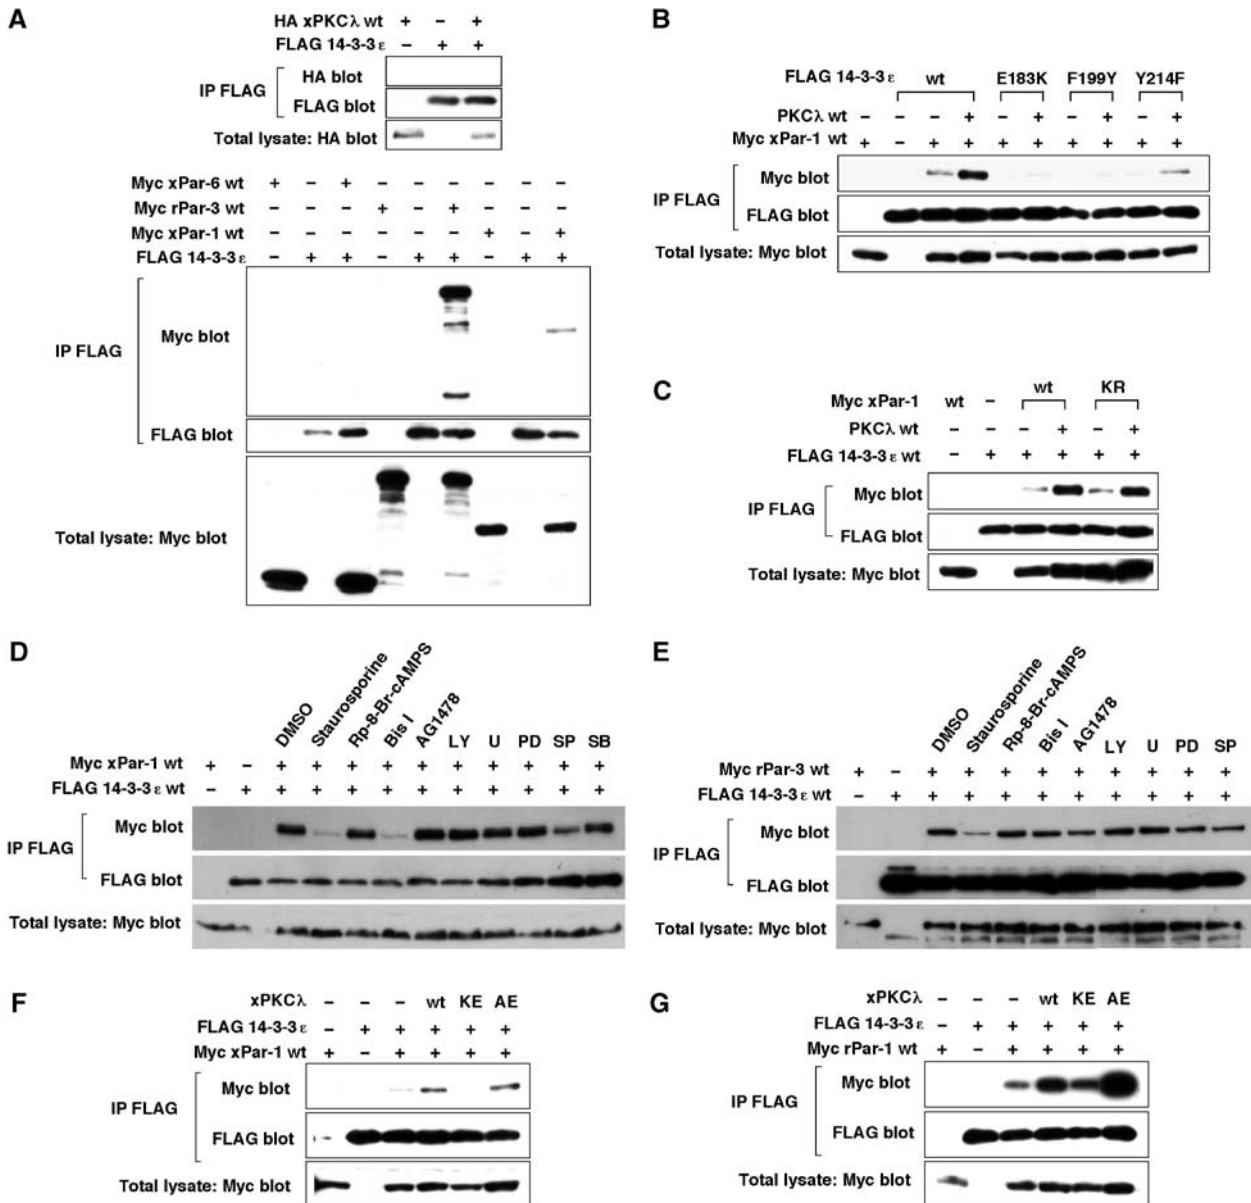 A
HA xPKCλ wt + – +
FLAG 14-3-3 ε – + +
IP FLAG
HA blot
FLAG blot
Total lysate: HA blot
Myc xPar-6 wt + – + – – – – – –
Myc rPar-3 wt – – – + – + – – –
Myc xPar-1 wt – – – – – – + – +
FLAG 14-3-3 ε – + + – + + – + +
IP FLAG
Myc blot
FLAG blot
Total lysate: Myc blot
B
FLAG 14-3-3 ε wt E183K F199Y Y214F
PKCλ wt – – – + – + – + – +
Myc xPar-1 wt + – + + + + + + + +
IP FLAG
Myc blot
FLAG blot
Total lysate: Myc blot
C
Myc xPar-1 wt – wt KR
PKCλ wt – – – + – +
FLAG 14-3-3 ε wt – + + + + +
IP FLAG
Myc blot
FLAG blot
Total lysate: Myc blot
D
DMSO Staurosporine Rp-8-Br-cAMPS Bis I AG1478 LY U PD SP SB
Myc xPar-1 wt + – + + + + + + + + + +
FLAG 14-3-3 ε wt – + + + + + + + + + + +
IP FLAG
Myc blot
FLAG blot
Total lysate: Myc blot
E
DMSO Staurosporine Rp-8-Br-cAMPS Bis I AG1478 LY U PD SP
Myc rPar-3 wt + – + + + + + + + + +
FLAG 14-3-3 ε wt – + + + + + + + + + +
IP FLAG
Myc blot
FLAG blot
Total lysate: Myc blot
F
xPKCλ – – – wt KE AE
FLAG 14-3-3 ε – + + + + +
Myc xPar-1 wt + – + + + +
IP FLAG
Myc blot
FLAG blot
Total lysate: Myc blot
G
xPKCλ – – – wt KE AE
FLAG 14-3-3 ε – + + + + +
Myc rPar-1 wt + – + + + +
IP FLAG
Myc blot
FLAG blot
Total lysate: Myc blot